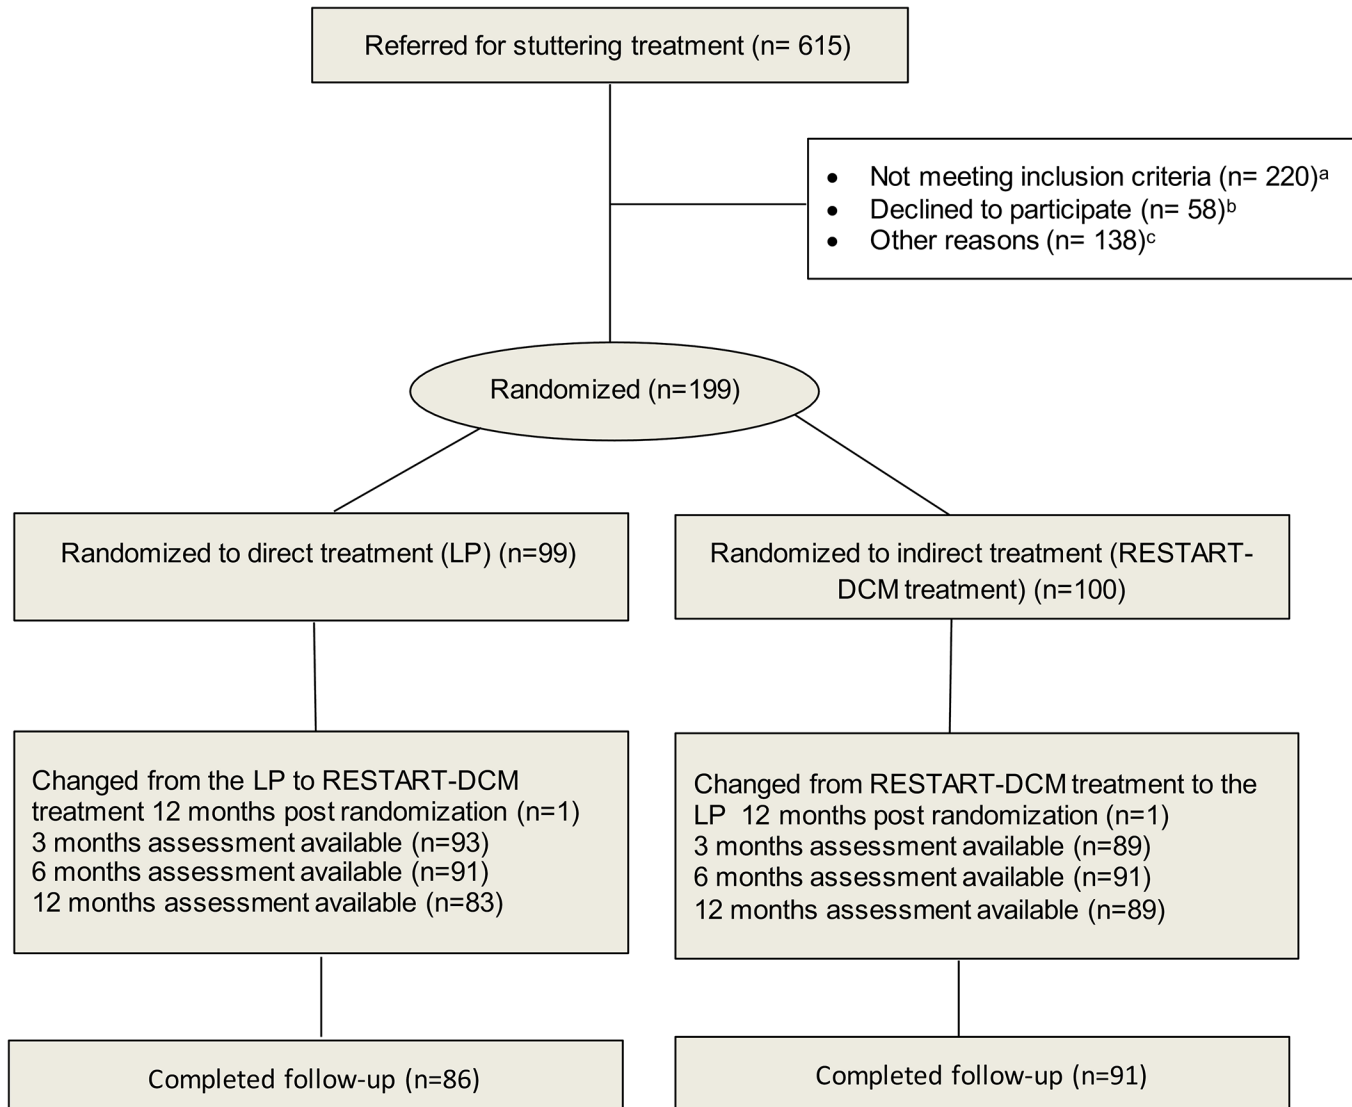 Referred for stuttering treatment (n= 615)
• Not meeting inclusion criteria (n= 220)ᵃ
• Declined to participate (n= 58)ᵇ
• Other reasons (n= 138)ᶜ
Randomized (n=199)
Randomized to direct treatment (LP) (n=99)
Randomized to indirect treatment (RESTART-
DCM treatment) (n=100)
Changed from the LP to RESTART-DCM
treatment 12 months post randomization (n=1)
3 months assessment available (n=93)
6 months assessment available (n=91)
12 months assessment available (n=83)
Changed from RESTART-DCM treatment to the
LP 12 months post randomization (n=1)
3 months assessment available (n=89)
6 months assessment available (n=91)
12 months assessment available (n=89)
Completed follow-up (n=86)
Completed follow-up (n=91)